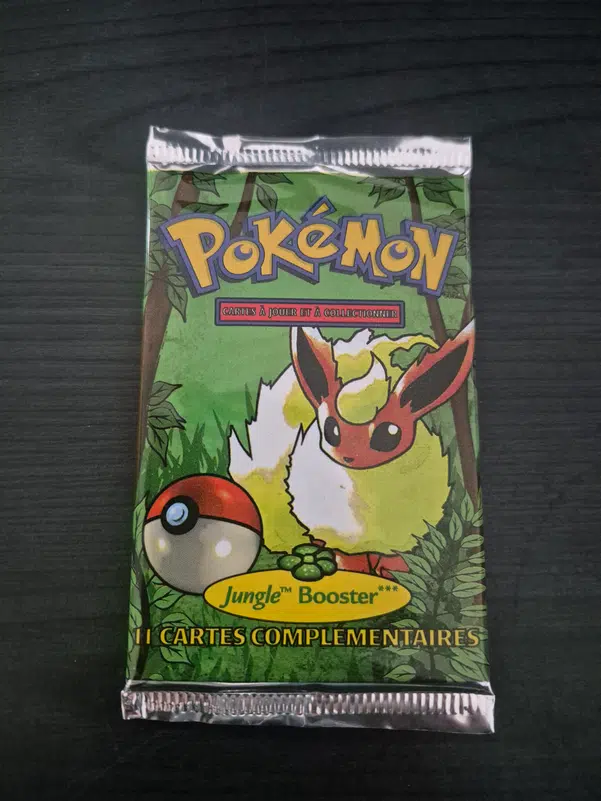 POKéMON
CARTES À JOUER ET À COLLECTIONNER
Jungle™ Booster***
11 CARTES COMPLEMENTAIRES